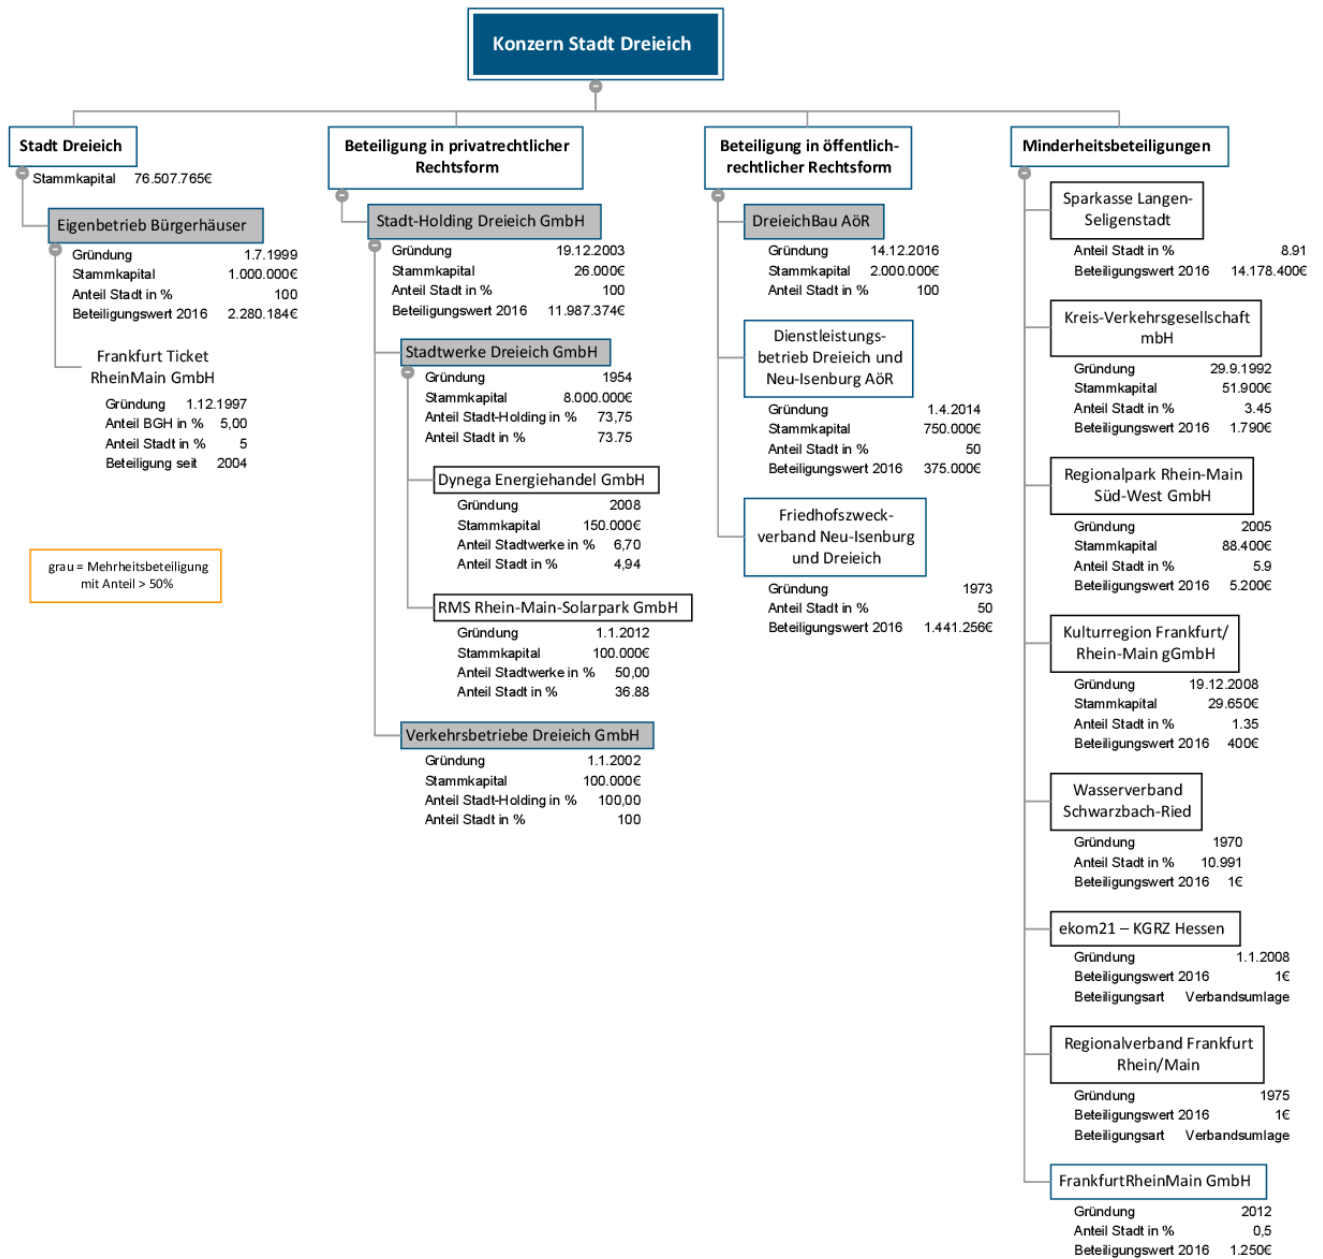 Konzern Stadt Dreieich
Stadt Dreieich
Stammkapital 76.507.765€
Eigenbetrieb Bürgerhäuser
Gründung 1.7.1999
Stammkapital 1.000.000€
Anteil Stadt in % 100
Beteiligungswert 2016 2.280.184€
Frankfurt Ticket
RheinMain GmbH
Gründung 1.12.1997
Anteil BGH in % 5,00
Anteil Stadt in % 5
Beteiligung seit 2004
grau = Mehrheitsbeteiligung
mit Anteil > 50%
Beteiligung in privatrechtlicher
Rechtsform
Stadt-Holding Dreieich GmbH
Gründung 19.12.2003
Stammkapital 26.000€
Anteil Stadt in % 100
Beteiligungswert 2016 11.987.374€
Stadtwerke Dreieich GmbH
Gründung 1954
Stammkapital 8.000.000€
Anteil Stadt-Holding in % 73,75
Anteil Stadt in % 73.75
Dynega Energiehandel GmbH
Gründung 2008
Stammkapital 150.000€
Anteil Stadtwerke in % 6,70
Anteil Stadt in % 4,94
RMS Rhein-Main-Solarpark GmbH
Gründung 1.1.2012
Stammkapital 100.000€
Anteil Stadtwerke in % 50,00
Anteil Stadt in % 36.88
Verkehrsbetriebe Dreieich GmbH
Gründung 1.1.2002
Stammkapital 100.000€
Anteil Stadt-Holding in % 100,00
Anteil Stadt in % 100
Beteiligung in öffentlich-
rechtlicher Rechtsform
DreieichBau AöR
Gründung 14.12.2016
Stammkapital 2.000.000€
Anteil Stadt in % 100
Dienstleistungs-
betrieb Dreieich und
Neu-Isenburg AöR
Gründung 1.4.2014
Stammkapital 750.000€
Anteil Stadt in % 50
Beteiligungswert 2016 375.000€
Friedhofszweck-
verband Neu-Isenburg
und Dreieich
Gründung 1973
Anteil Stadt in % 50
Beteiligungswert 2016 1.441.256€
Minderheitsbeteiligungen
Sparkasse Langen-
Seligenstadt
Anteil Stadt in % 8.91
Beteiligungswert 2016 14.178.400€
Kreis-Verkehrsgesellschaft
mbH
Gründung 29.9.1992
Stammkapital 51.900€
Anteil Stadt in % 3.45
Beteiligungswert 2016 1.790€
Regionalpark Rhein-Main
Süd-West GmbH
Gründung 2005
Stammkapital 88.400€
Anteil Stadt in % 5.9
Beteiligungswert 2016 5.200€
Kulturregion Frankfurt/
Rhein-Main gGmbH
Gründung 19.12.2008
Stammkapital 29.650€
Anteil Stadt in % 1.35
Beteiligungswert 2016 400€
Wasserverband
Schwarzbach-Ried
Gründung 1970
Anteil Stadt in % 10.991
Beteiligungswert 2016 1€
ekom21 – KGRZ Hessen
Gründung 1.1.2008
Beteiligungswert 2016 1€
Beteiligungsart Verbandsumlage
Regionalverband Frankfurt
Rhein/Main
Gründung 1975
Beteiligungswert 2016 1€
Beteiligungsart Verbandsumlage
FrankfurtRheinMain GmbH
Gründung 2012
Anteil Stadt in % 0,5
Beteiligungswert 2016 1.250€